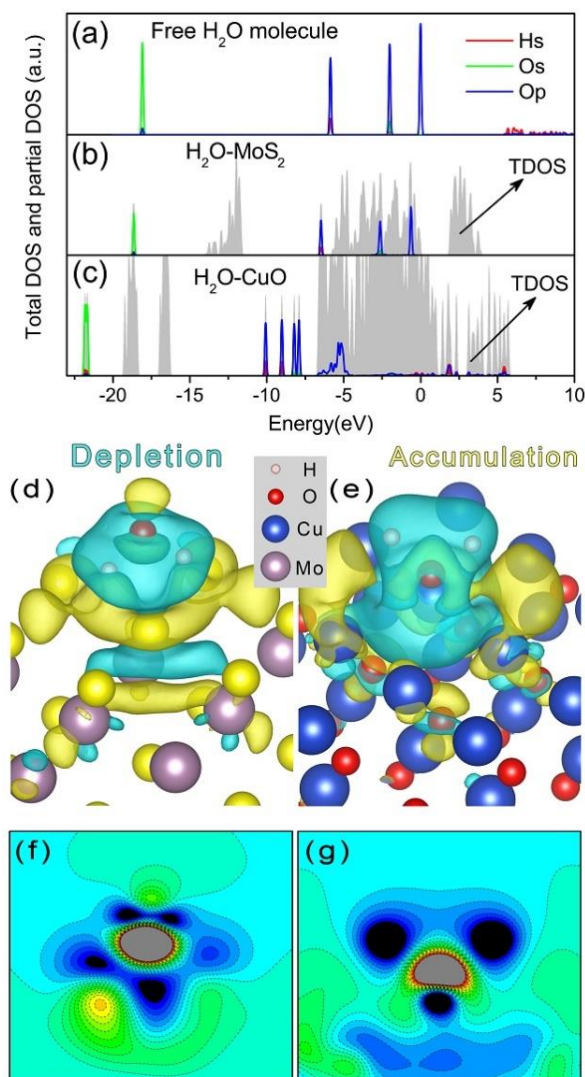 Total DOS and partial DOS (a.u.)
(a) Free H₂O molecule
Hs
Os
Op
(b) H₂O-MoS₂
TDOS
(c) H₂O-CuO
TDOS
-20 -15 -10 -5 0 5 10
Energy(eV)
Depletion Accumulation
(d) (e)
H
O
Cu
Mo
(f) (g)